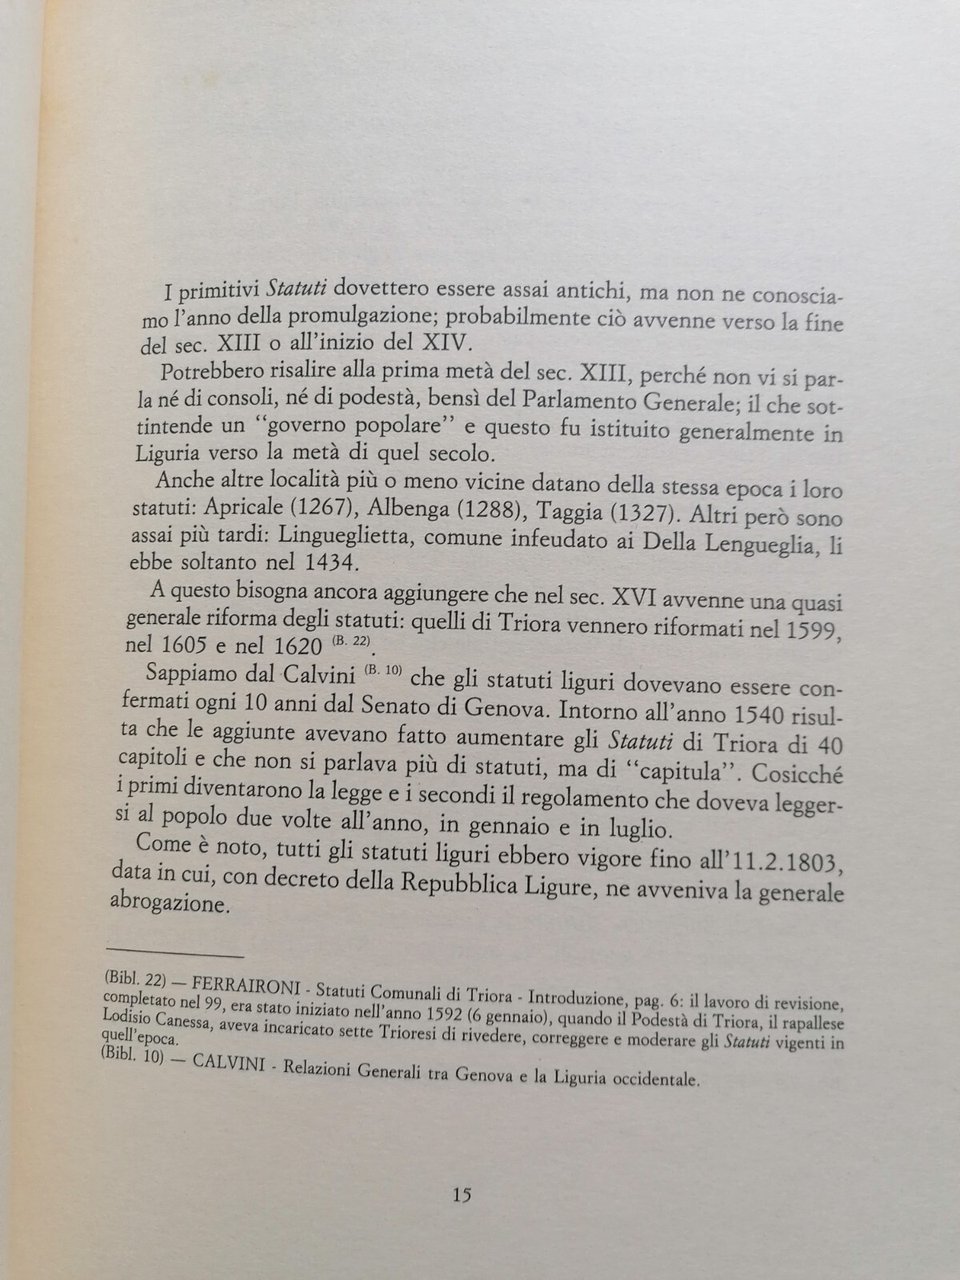 I primitivi Statuti dovettero essere assai antichi, ma non ne conoscia-
mo l'anno della promulgazione; probabilmente ciò avvenne verso la fine
del sec. XIII o all'inizio del XIV.
Potrebbero risalire alla prima metà del sec. XIII, perché non vi si par-
la né di consoli, né di podestà, bensì del Parlamento Generale; il che sot-
tintende un "governo popolare" e questo fu istituito generalmente in
Liguria verso la metà di quel secolo.
Anche altre località più o meno vicine datano della stessa epoca i loro
statuti: Apricale (1267), Albenga (1288), Taggia (1327). Altri però sono
assai più tardi: Lingueglietta, comune infeudato ai Della Lengueglia, li
ebbe soltanto nel 1434.
A questo bisogna ancora aggiungere che nel sec. XVI avvenne una quasi
generale riforma degli statuti: quelli di Triora vennero riformati nel 1599,
nel 1605 e nel 1620 (B. 22).
Sappiamo dal Calvini (B. 10) che gli statuti liguri dovevano essere con-
fermati ogni 10 anni dal Senato di Genova. Intorno all'anno 1540 risul-
ta che le aggiunte avevano fatto aumentare gli Statuti di Triora di 40
capitoli e che non si parlava più di statuti, ma di "capitula". Cosicché
i primi diventarono la legge e i secondi il regolamento che doveva legger-
si al popolo due volte all'anno, in gennaio e in luglio.
Come è noto, tutti gli statuti liguri ebbero vigore fino all'11.2.1803,
data in cui, con decreto della Repubblica Ligure, ne avveniva la generale
abrogazione.
(Bibl. 22) — FERRAIRONI - Statuti Comunali di Triora - Introduzione, pag. 6: il lavoro di revisione,
completato nel 99, era stato iniziato nell'anno 1592 (6 gennaio), quando il Podestà di Triora, il rapallese
Lodisio Canessa, aveva incaricato sette Trioresi di rivedere, correggere e moderare gli Statuti vigenti in
quell'epoca.
(Bibl. 10) — CALVINI - Relazioni Generali tra Genova e la Liguria occidentale.
15